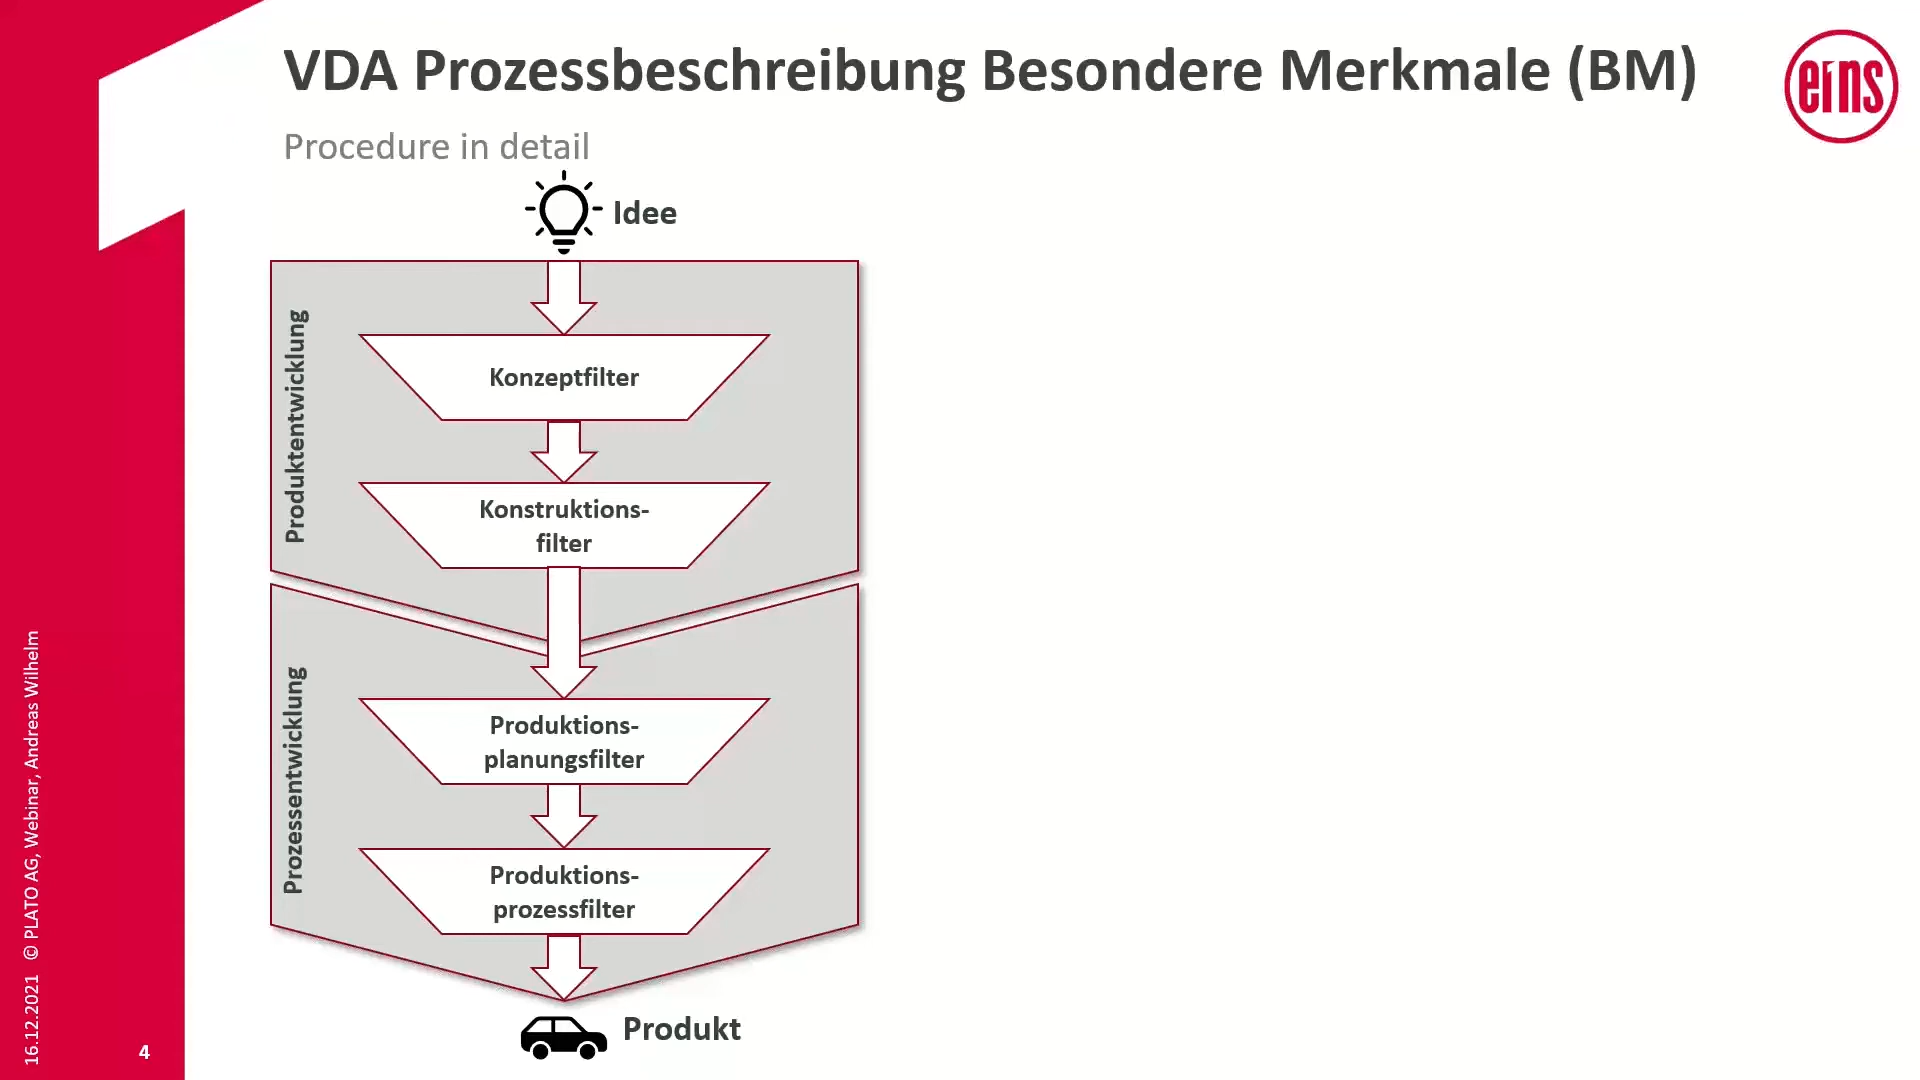 VDA Prozessbeschreibung Besondere Merkmale (BM)
eins
Procedure in detail
Idee
Produktentwicklung
Konzeptfilter
Konstruktions-
filter
Prozessentwicklung
Produktions-
planungsfilter
Produktions-
prozessfilter
Produkt
16.12.2021 © PLATO AG, Webinar, Andreas Wilhelm
4